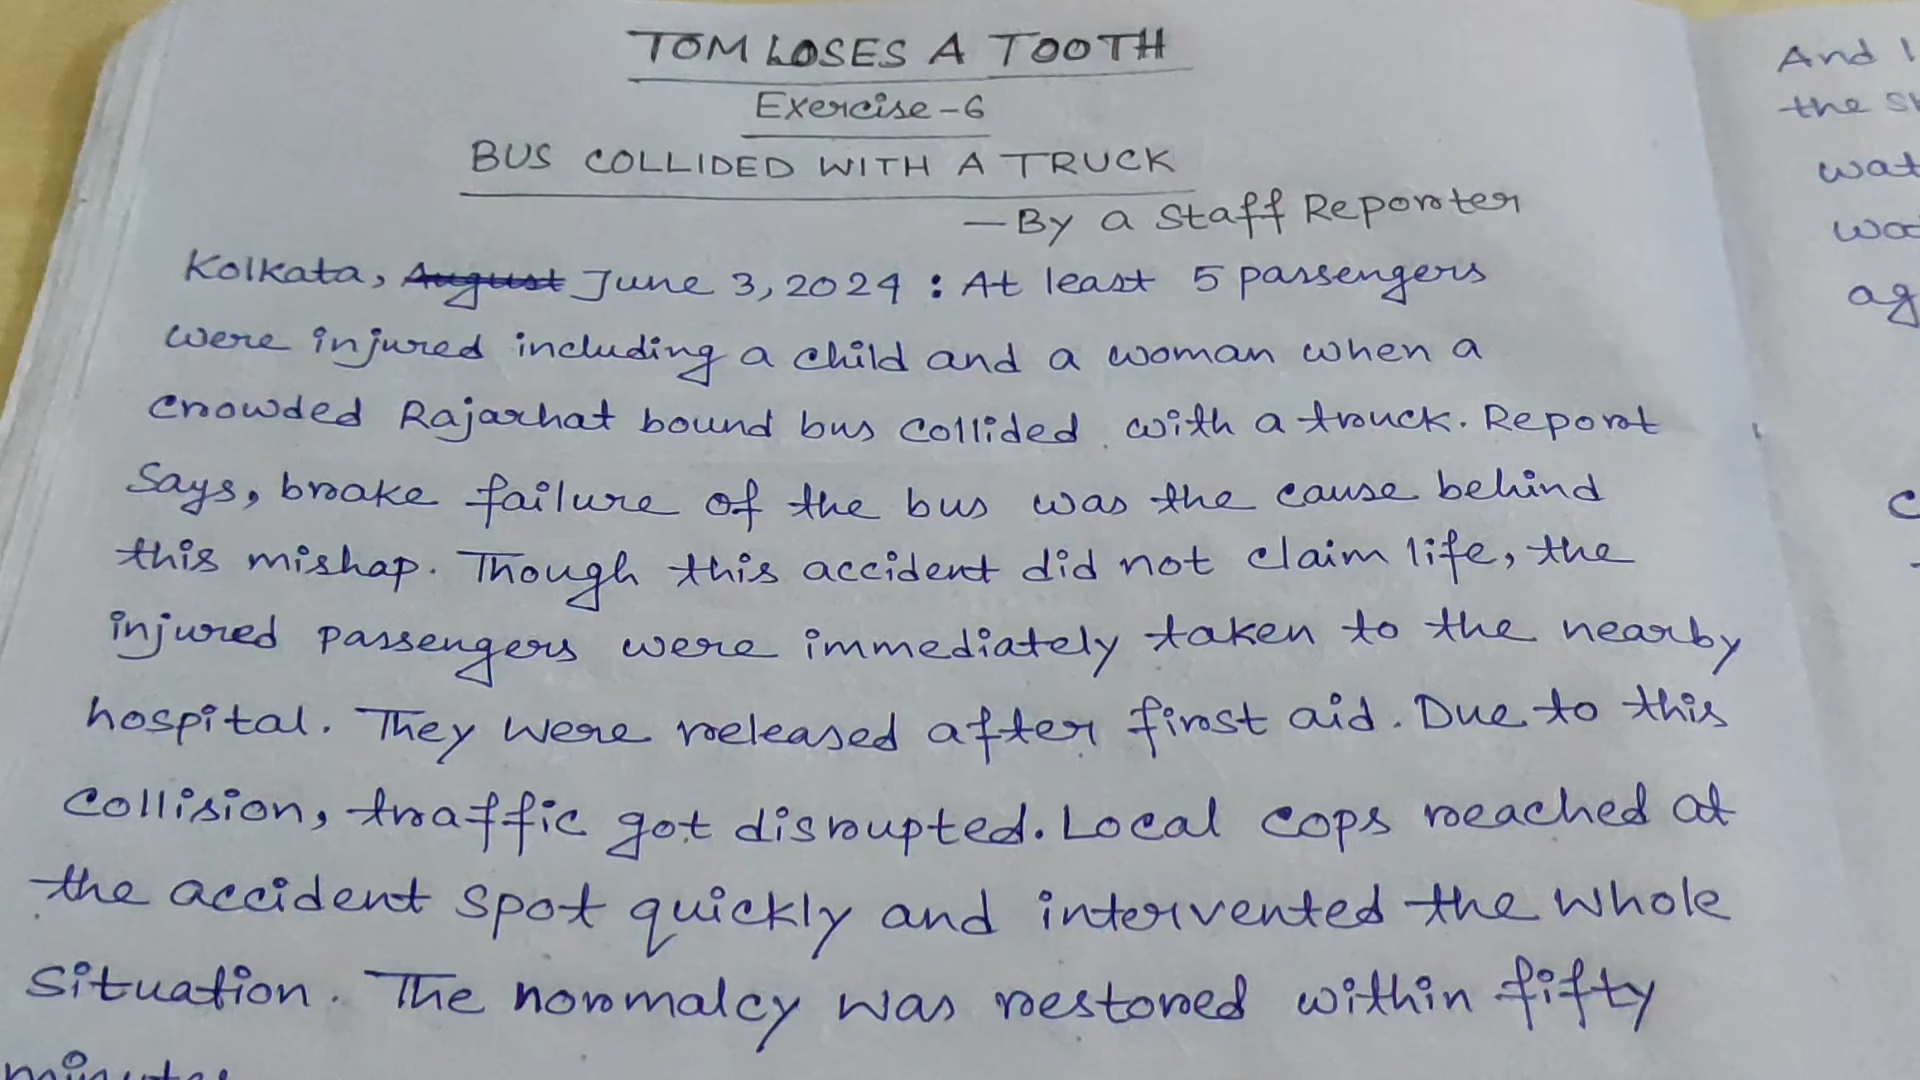 TOM LOSES A TOOTH
Exercise-6
BUS COLLIDED WITH A TRUCK
— By a Staff Reporter
Kolkata, August June 3, 2024 : At least 5 passengers
were injured including a child and a woman when a
crowded Rajarhat bound bus collided with a truck. Report
Says, brake failure of the bus was the cause behind
this mishap. Though this accident did not claim life, the
injured passengers were immediately taken to the nearby
hospital. They were released after first aid. Due to this
collision, traffic got disrupted. Local cops reached at
the accident spot quickly and intervented the whole
situation. The normalcy was restored within fifty
minutes
And
the